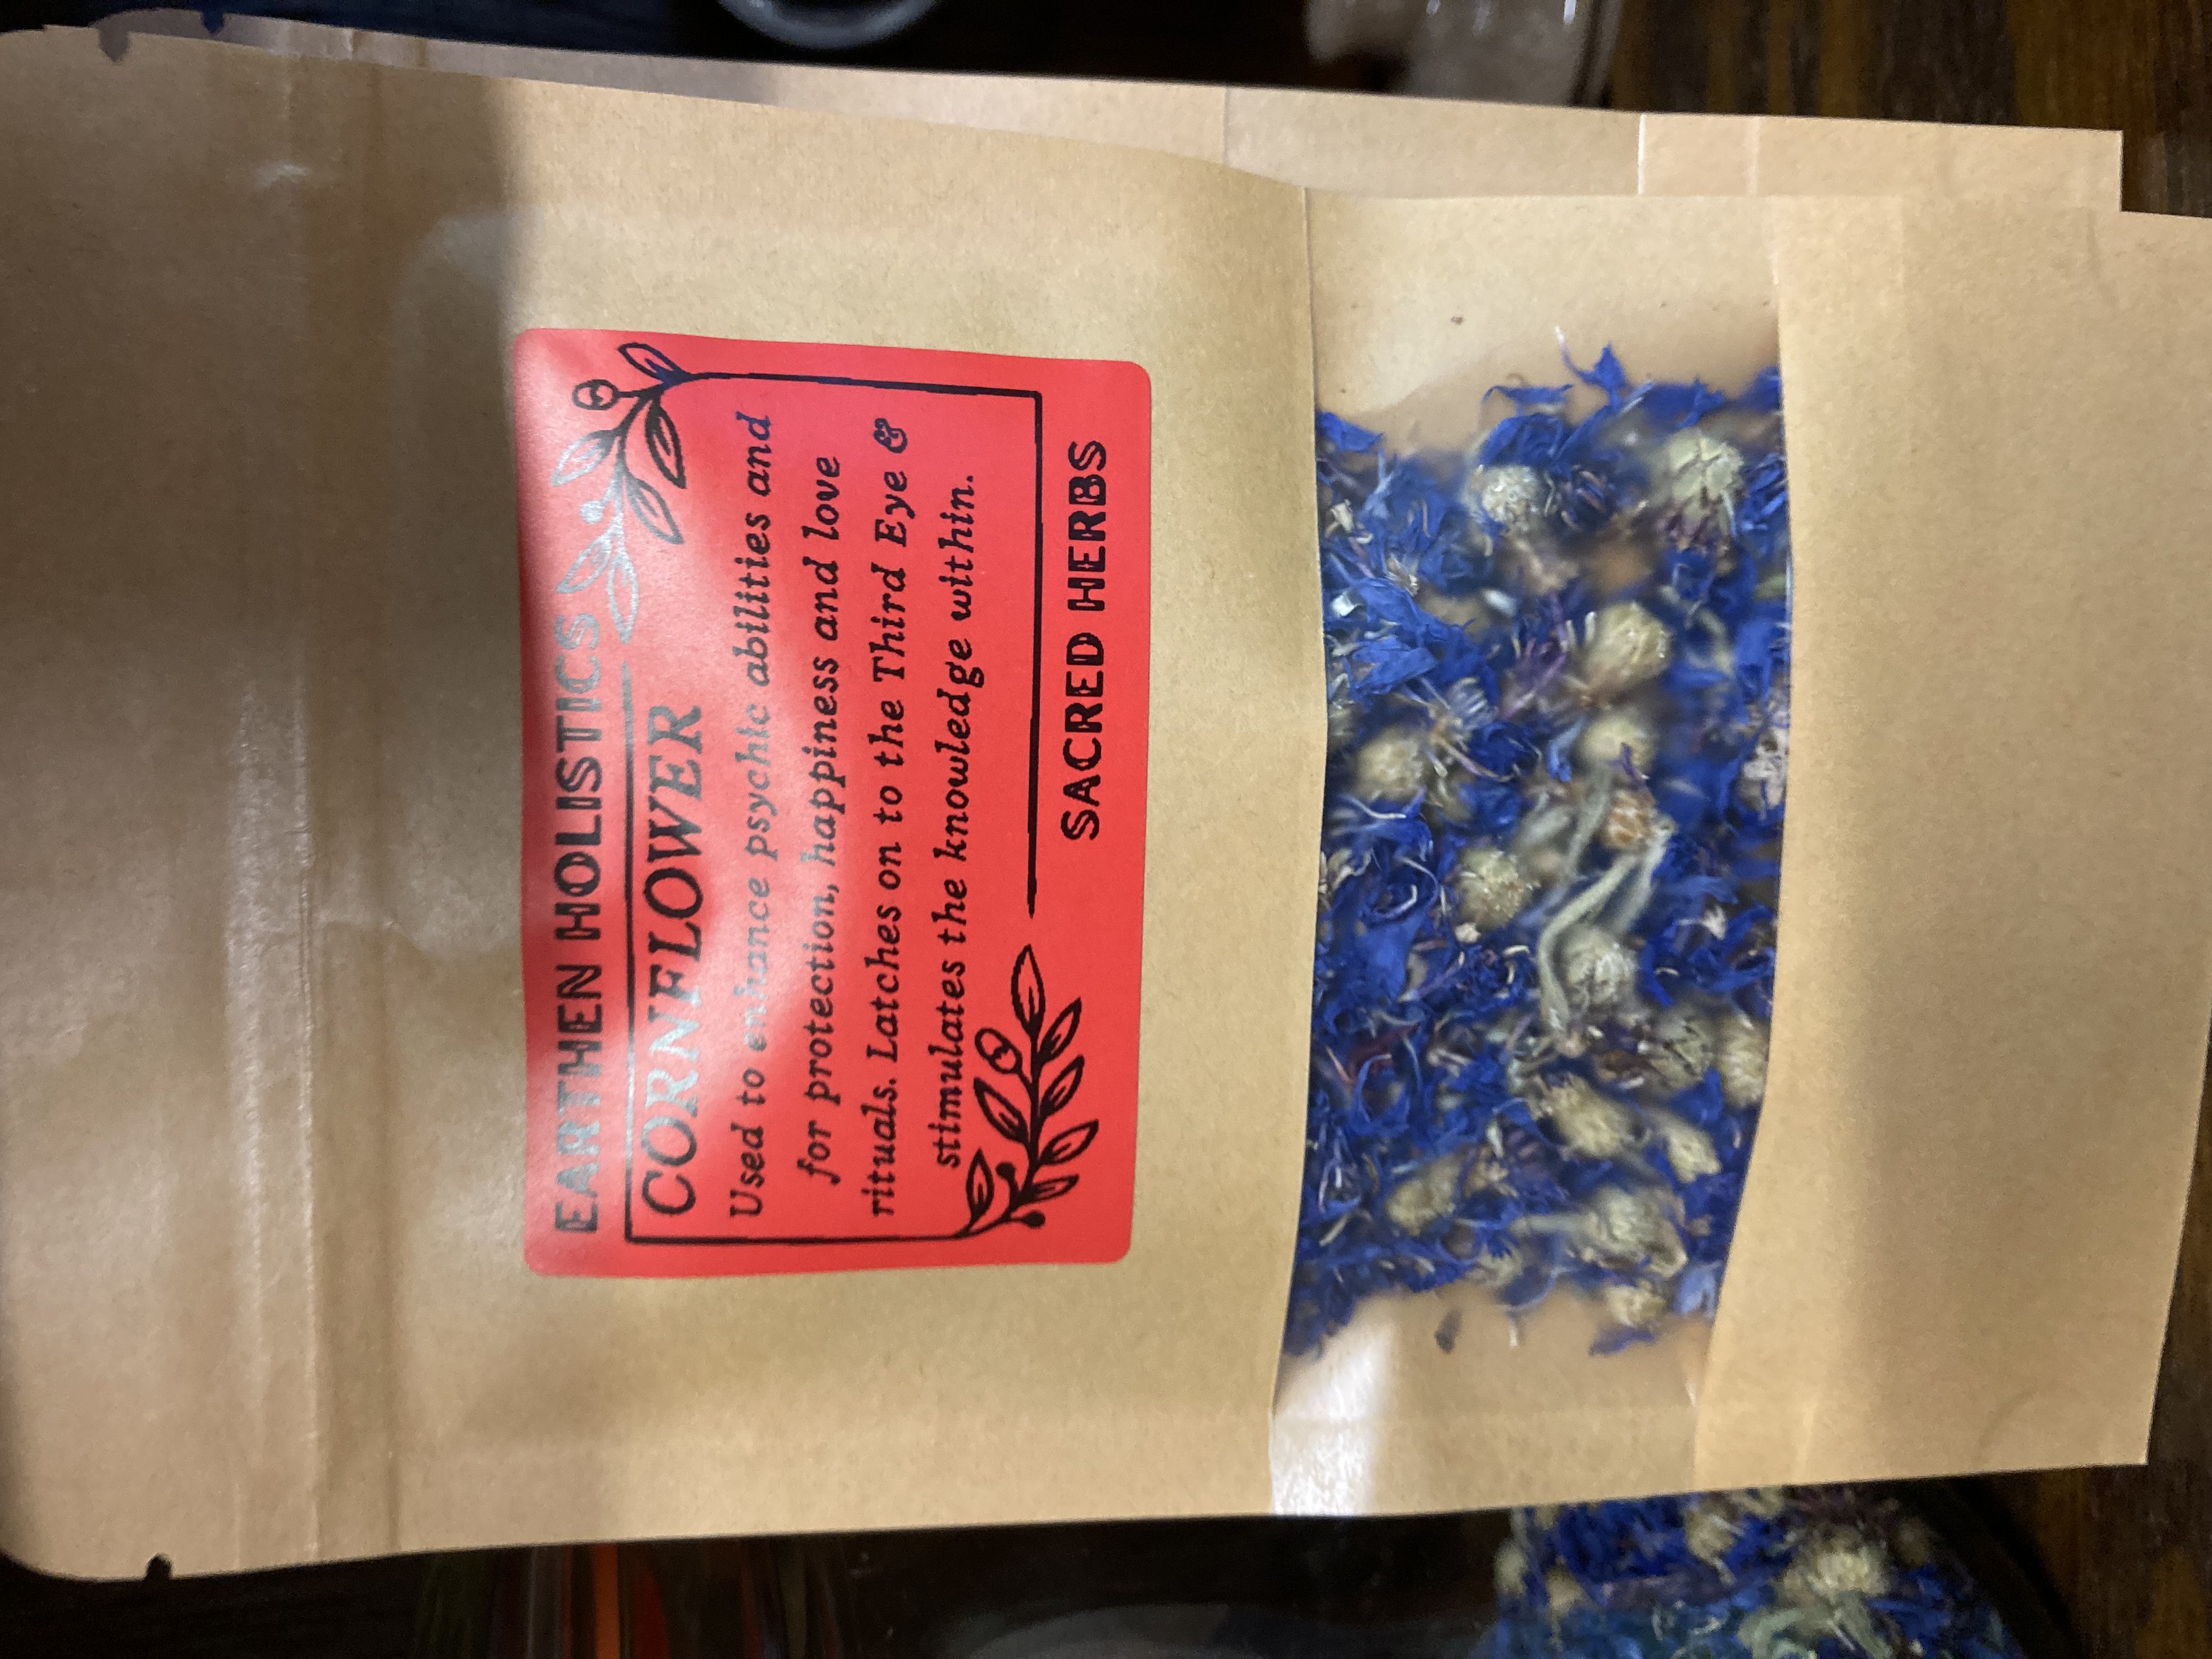 EARTHEN HOLISTICS
CORNFLOWER
Used to enhance psychic abilities and
for protection, happiness and love
rituals. Latches on to the Third Eye &
stimulates the knowledge within.
SACRED HERBS